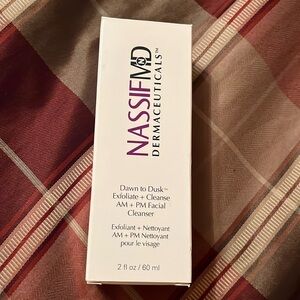 NASSIFMD
DERMACEUTICALS™
Dawn to Dusk™
Exfoliate + Cleanse
AM + PM Facial
Cleanser
Exfoliant + Nettoyant
AM + PM Nettoyant
pour le visage
2 fl oz / 60 ml